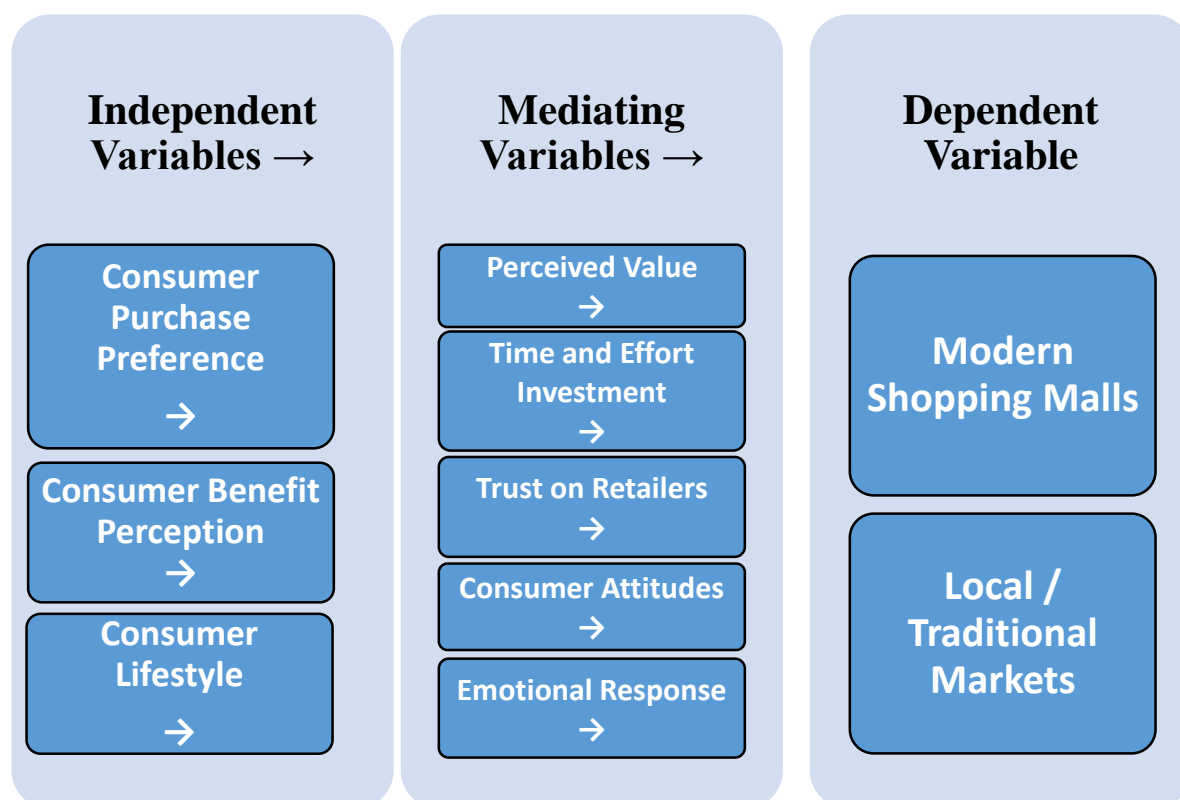 Independent
Variables →
Consumer
Purchase
Preference
→
Consumer Benefit
Perception
→
Consumer
Lifestyle
→
Mediating
Variables →
Perceived Value
→
Time and Effort
Investment
→
Trust on Retailers
→
Consumer Attitudes
→
Emotional Response
→
Dependent
Variable
Modern
Shopping Malls
Local /
Traditional
Markets